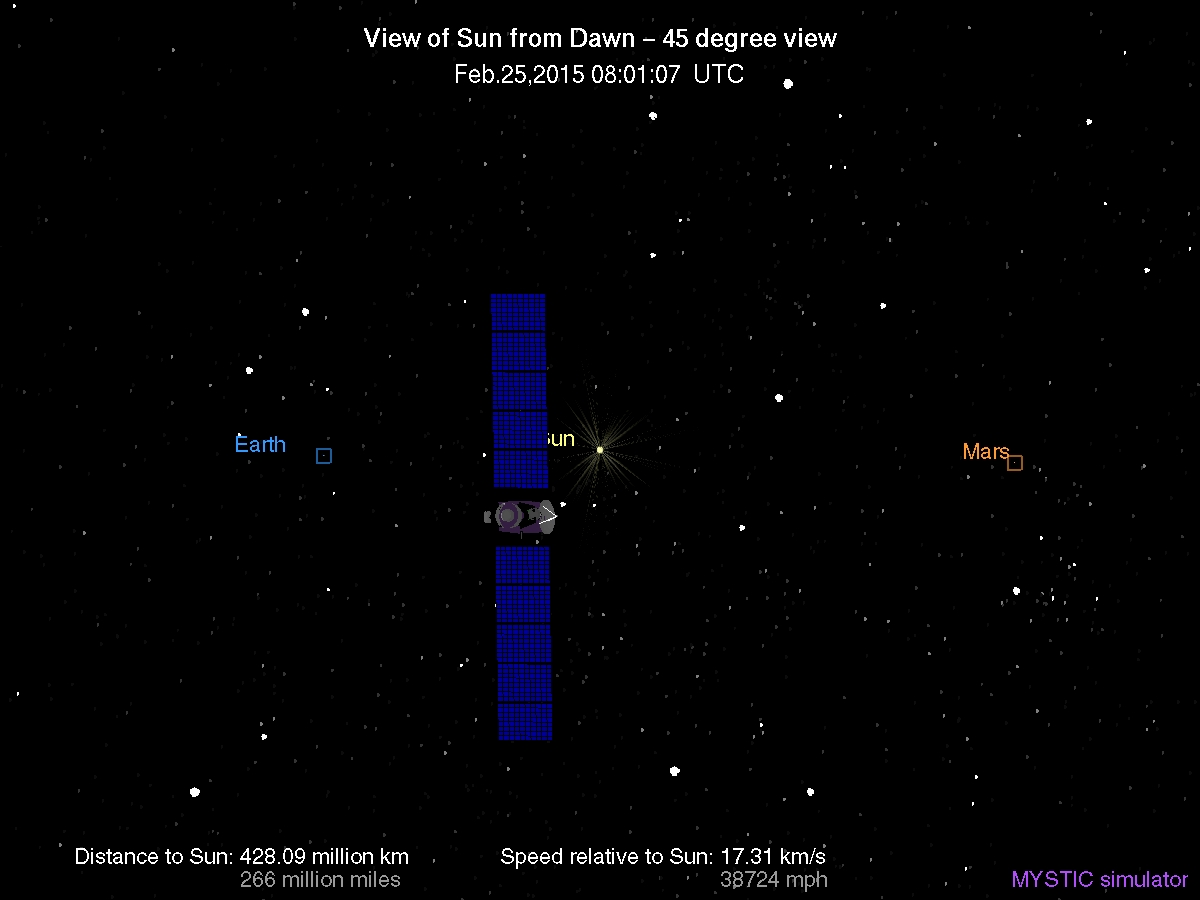 View of Sun from Dawn – 45 degree view
Feb.25,2015 08:01:07 UTC
Sun
Earth
Mars
Distance to Sun: 428.09 million km
266 million miles
Speed relative to Sun: 17.31 km/s
38724 mph
MYSTIC simulator